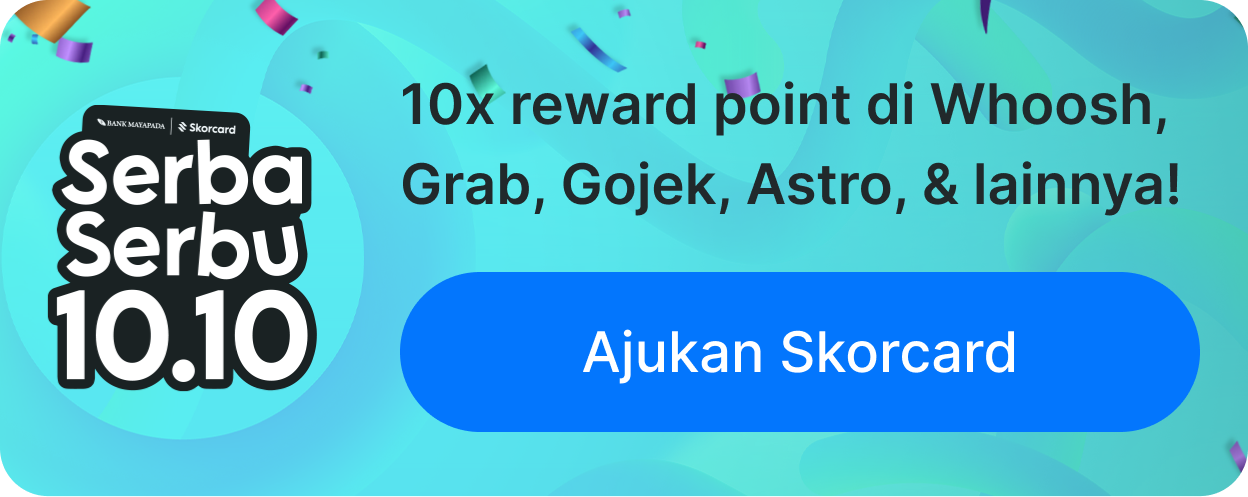 BANK MAYAPADA | Skorcard
Serba
Serbu
10.10
10x reward point di Whoosh,
Grab, Gojek, Astro, & lainnya!
Ajukan Skorcard